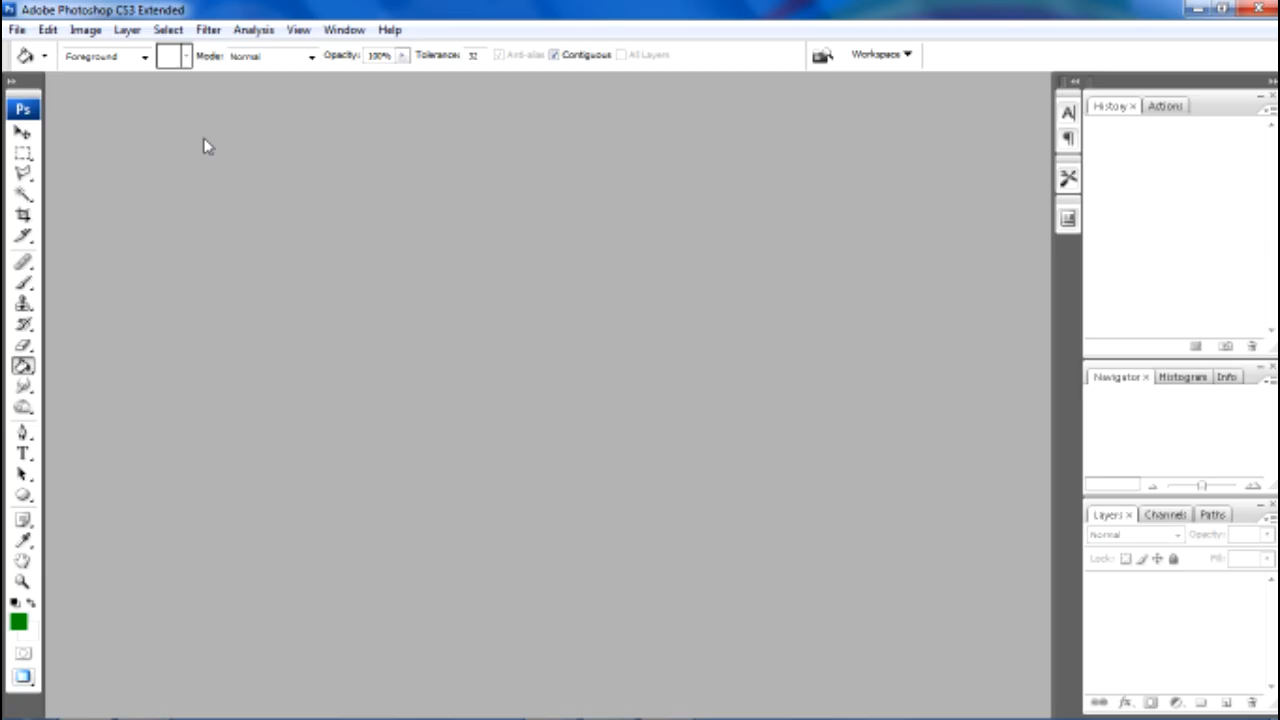 Adobe Photoshop CS3 Extended
File Edit Image Layer Select Filter Analysis View Window Help
Foreground Mode: Normal Opacity: 100% Tolerance: 32 Anti-alias Contiguous All Layers Workspace
Ps
History × Actions
A
Navigator × Histogram Info
T
Layers × Channels Paths
Normal Opacity:
Lock: Fill:
fx